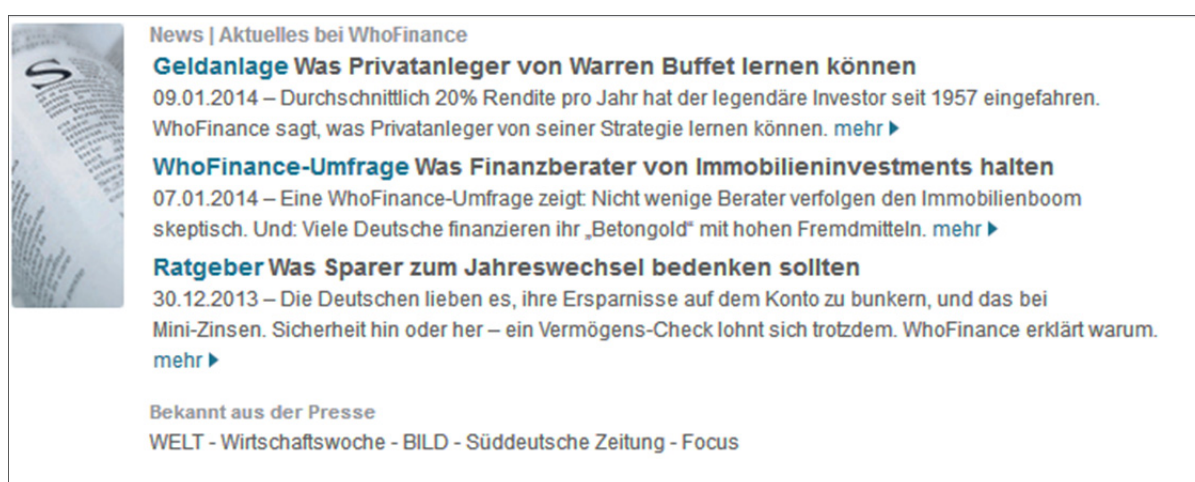 News | Aktuelles bei WhoFinance
Geldanlage Was Privatanleger von Warren Buffet lernen können
09.01.2014 – Durchschnittlich 20% Rendite pro Jahr hat der legendäre Investor seit 1957 eingefahren.
WhoFinance sagt, was Privatanleger von seiner Strategie lernen können. mehr
WhoFinance-Umfrage Was Finanzberater von Immobilieninvestments halten
07.01.2014 – Eine WhoFinance-Umfrage zeigt: Nicht wenige Berater verfolgen den Immobilienboom
skeptisch. Und: Viele Deutsche finanzieren ihr „Betongold“ mit hohen Fremdmitteln. mehr
Ratgeber Was Sparer zum Jahreswechsel bedenken sollten
30.12.2013 – Die Deutschen lieben es, ihre Ersparnisse auf dem Konto zu bunkern, und das bei
Mini-Zinsen. Sicherheit hin oder her – ein Vermögens-Check lohnt sich trotzdem. WhoFinance erklärt warum.
mehr
Bekannt aus der Presse
WELT - Wirtschaftswoche - BILD - Süddeutsche Zeitung - Focus